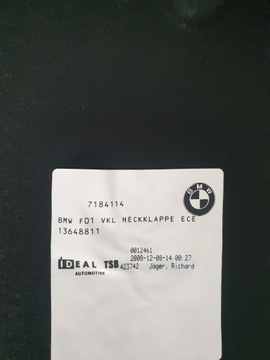 BMW
7184114
BMW F01 VKL HECKKLAPPE ECE
13648811
0012461
IDEAL TSB 2008-12-08-14 00 27
AUTOMOTIVE 423742 Jäger, Richard